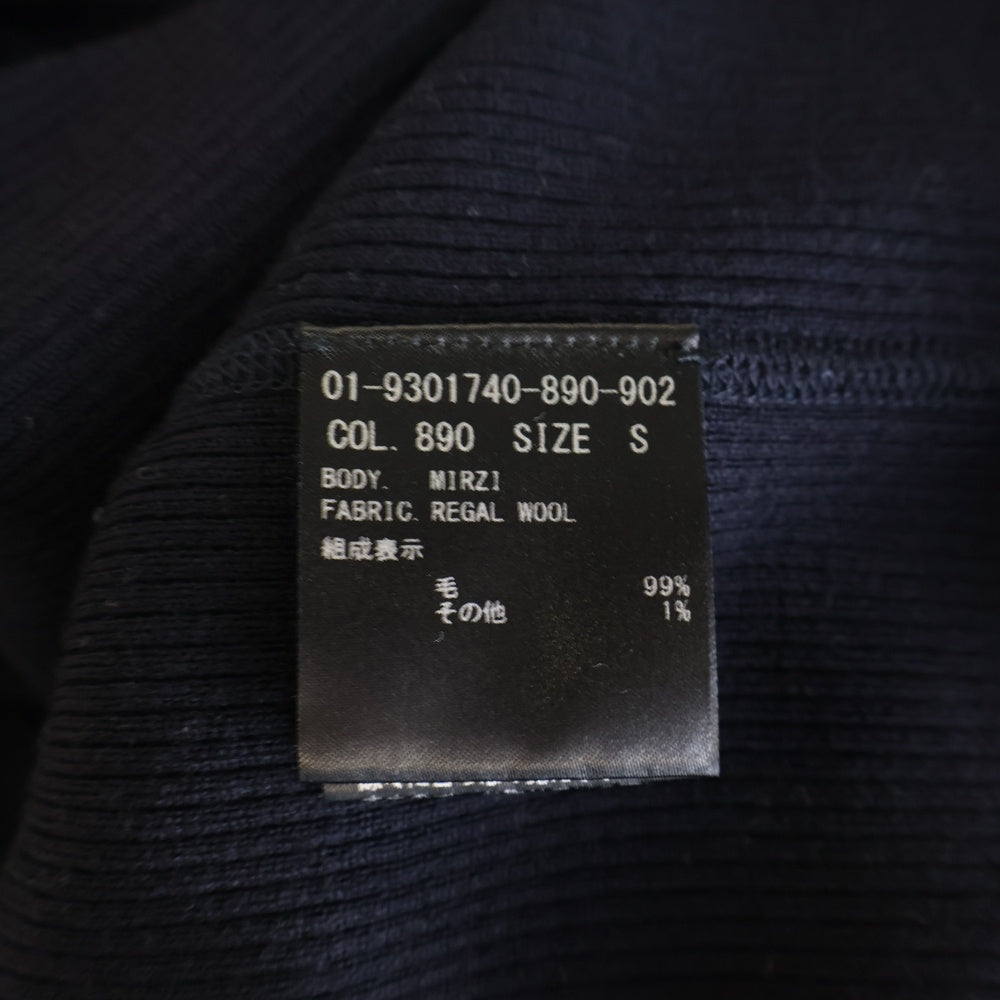 01-9301740-890-902
COL. 890 SIZE S
BODY. MIRZI
FABRIC. REGAL WOOL
組成表示
毛 99%
その他 1%